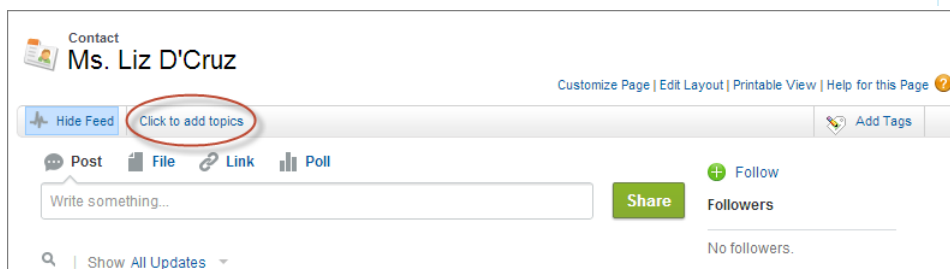 Contact
Ms. Liz D'Cruz
Customize Page | Edit Layout | Printable View | Help for this Page ?
Hide Feed Click to add topics Add Tags
Post File Link Poll
Follow
Write something... Share
Followers
No followers.
| Show All Updates